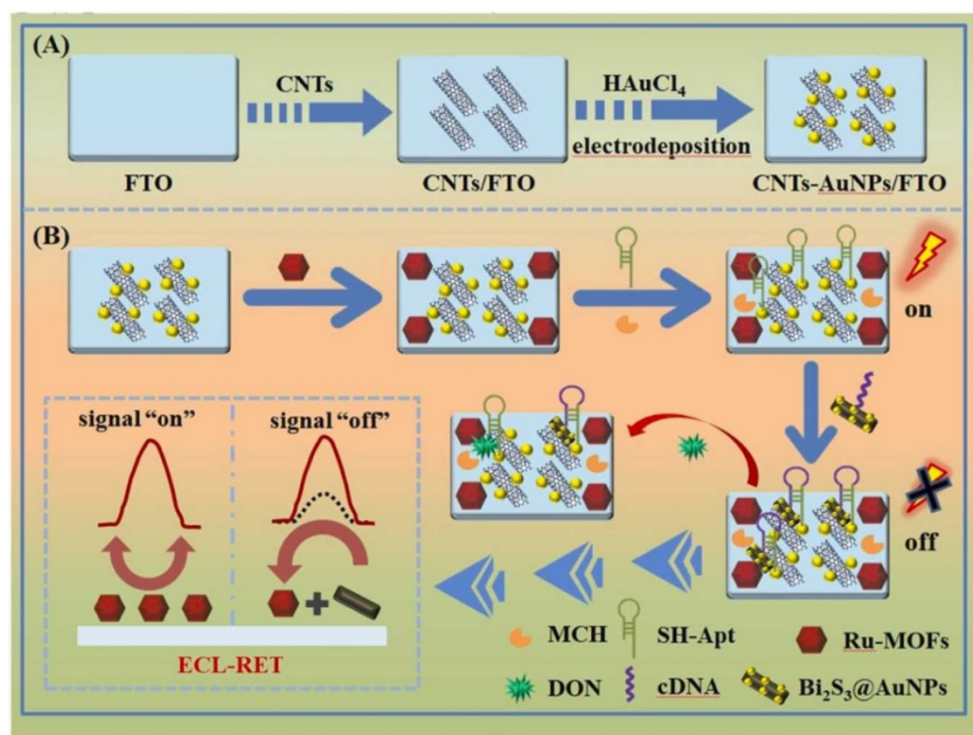 (A)
CNTs
HAuCl₄
electrodeposition
FTO
CNTs/FTO
CNTs-AuNPs/FTO
(B)
on
signal “on”
signal “off”
off
ECL-RET
MCH
SH-Apt
Ru-MOFs
DON
cDNA
Bi₂S₃@AuNPs